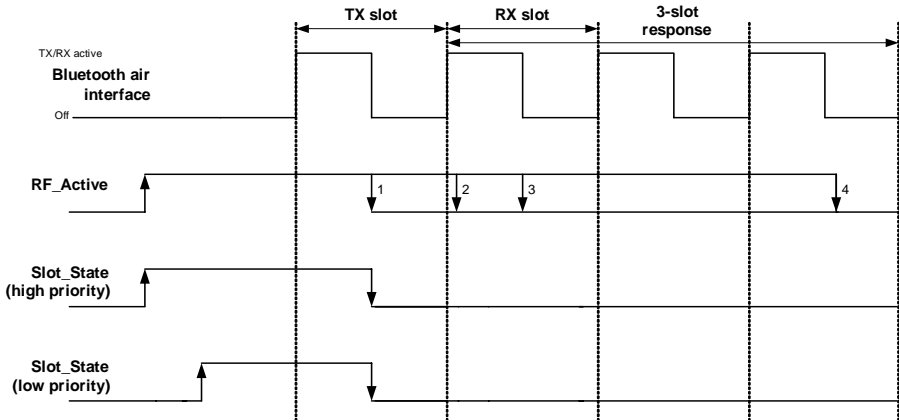 TX slot
RX slot
3-slot
response
TX/RX active
Bluetooth air
interface
Off
RF_Active
1
2
3
4
Slot_State
(high priority)
Slot_State
(low priority)